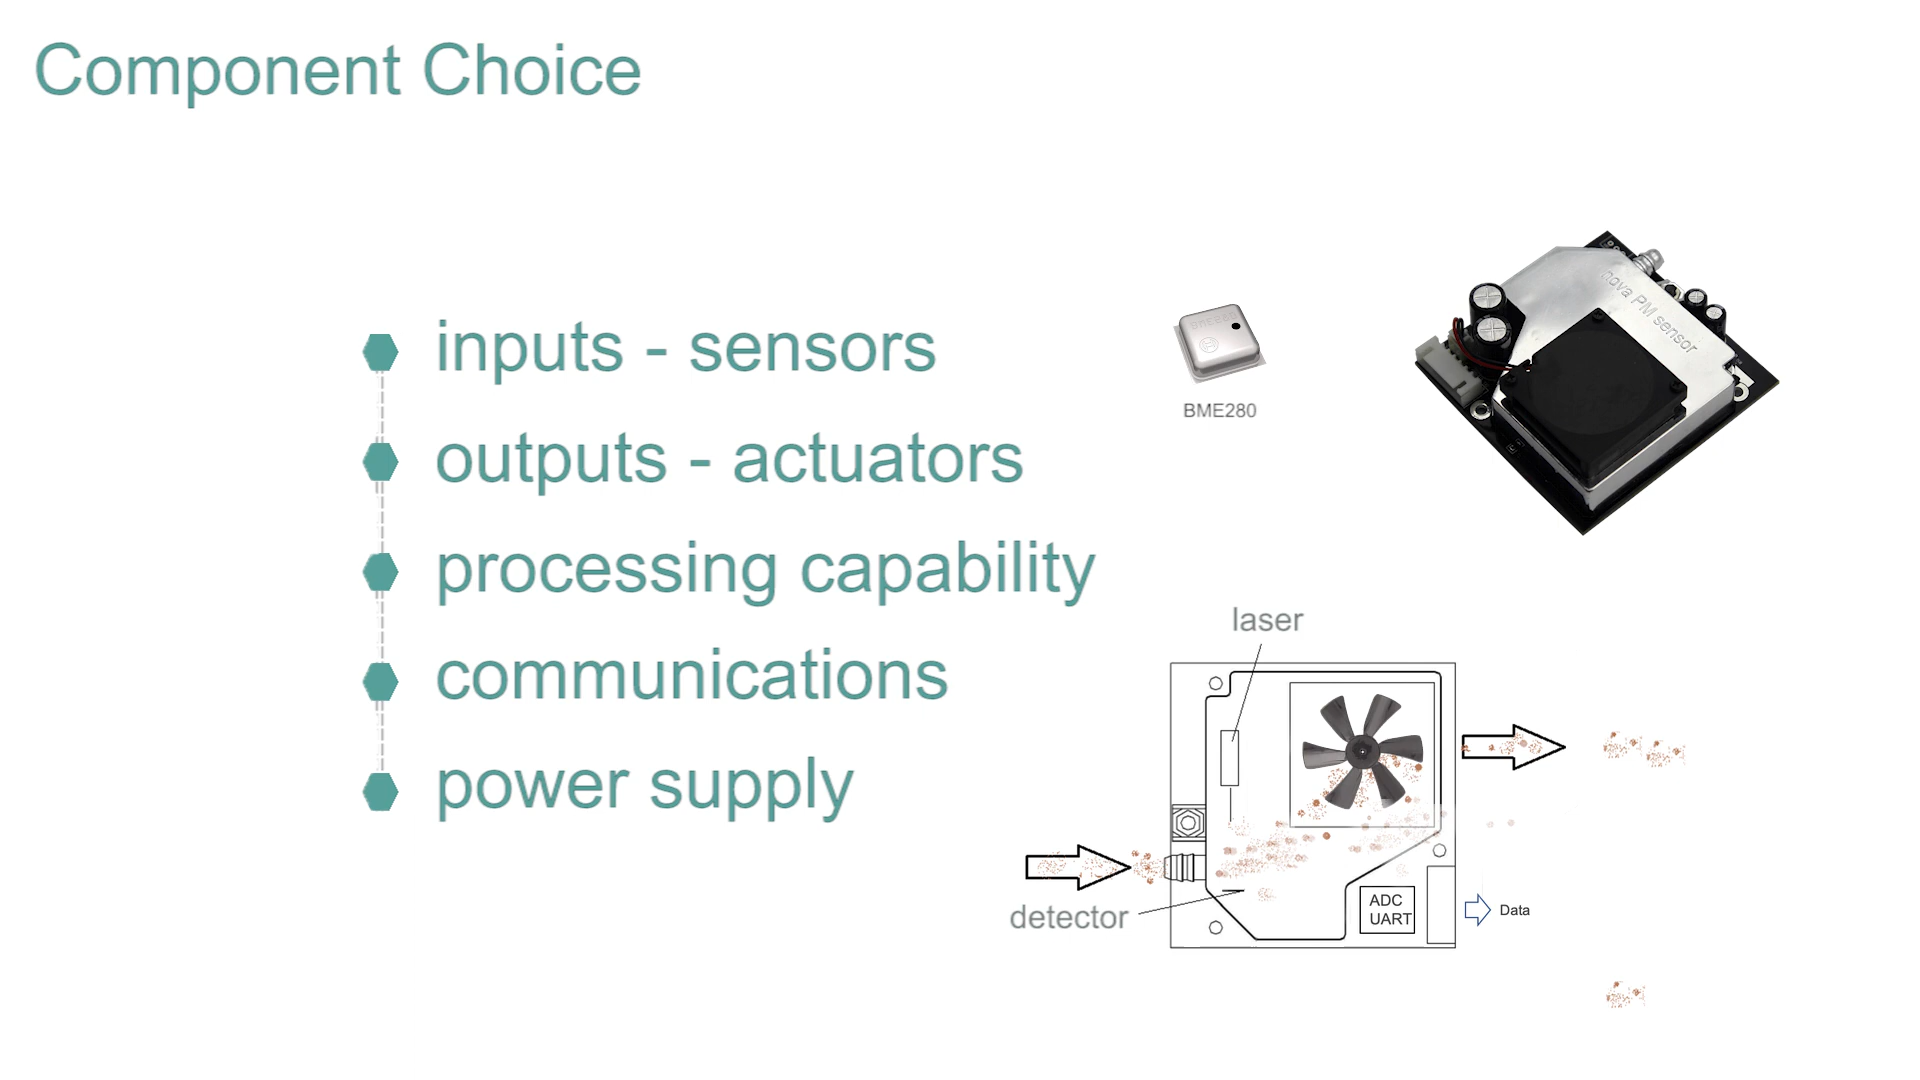 Component Choice
inputs - sensors
outputs - actuators
processing capability
communications
power supply
BME280
BME280
nova PM sensor
laser
detector
ADC
UART
Data